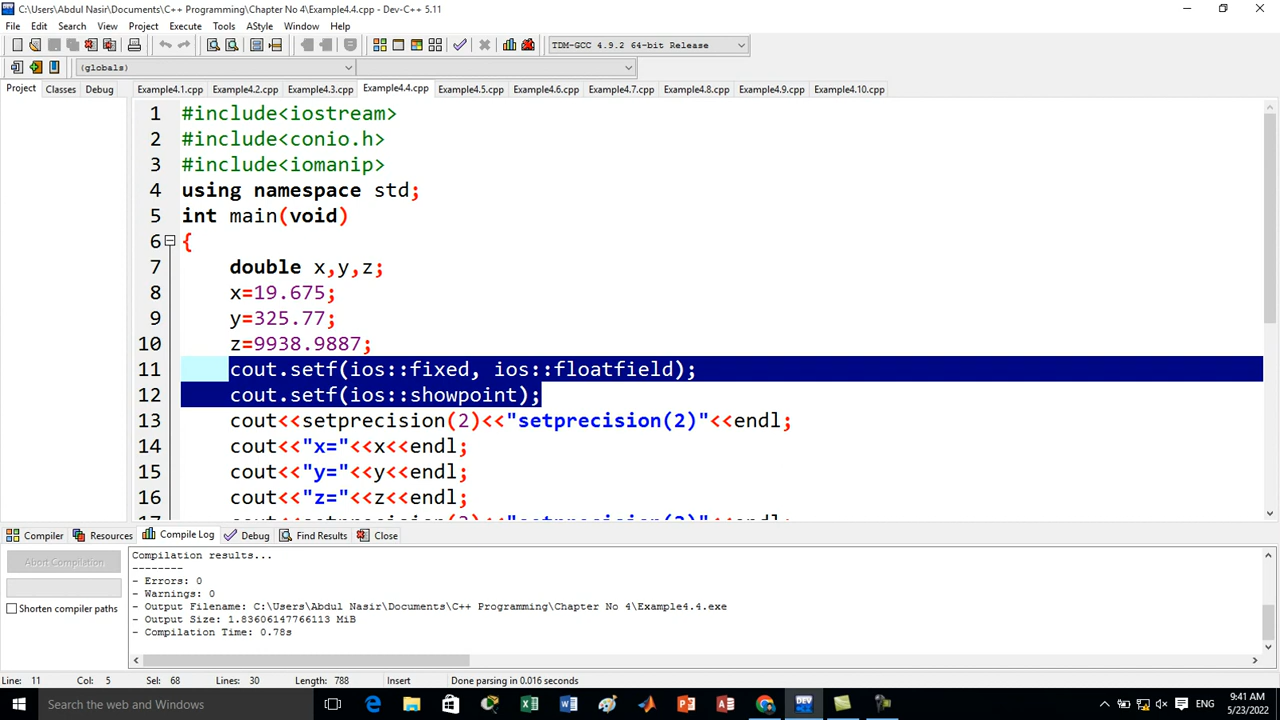 C:\Users\Abdul Nasir\Documents\C++ Programming\Chapter No 4\Example4.4.cpp - Dev-C++ 5.11
File Edit Search View Project Execute Tools AStyle Window Help
TDM-GCC 4.9.2 64-bit Release
(globals)
Project Classes Debug
Example4.1.cpp Example4.2.cpp Example4.3.cpp Example4.4.cpp Example4.5.cpp Example4.6.cpp Example4.7.cpp Example4.8.cpp Example4.9.cpp Example4.10.cpp
1 #include<iostream>
2 #include<conio.h>
3 #include<iomanip>
4 using namespace std;
5 int main(void)
6 {
7 double x,y,z;
8 x=19.675;
9 y=325.77;
10 z=9938.9887;
11 cout.setf(ios::fixed, ios::floatfield);
12 cout.setf(ios::showpoint);
13 cout<<setprecision(2)<<"setprecision(2)"<<endl;
14 cout<<"x="<<x<<endl;
15 cout<<"y="<<y<<endl;
16 cout<<"z="<<z<<endl;
Compiler Resources Compile Log Debug Find Results Close
Abort Compilation
Shorten compiler paths
Compilation results...
--------
- Errors: 0
- Warnings: 0
- Output Filename: C:\Users\Abdul Nasir\Documents\C++ Programming\Chapter No 4\Example4.4.exe
- Output Size: 1.83606147766113 MiB
- Compilation Time: 0.78s
Line: 11 Col: 5 Sel: 68 Lines: 30 Length: 788 Insert Done parsing in 0.016 seconds
Search the web and Windows
ENG
9:41 AM
5/23/2022